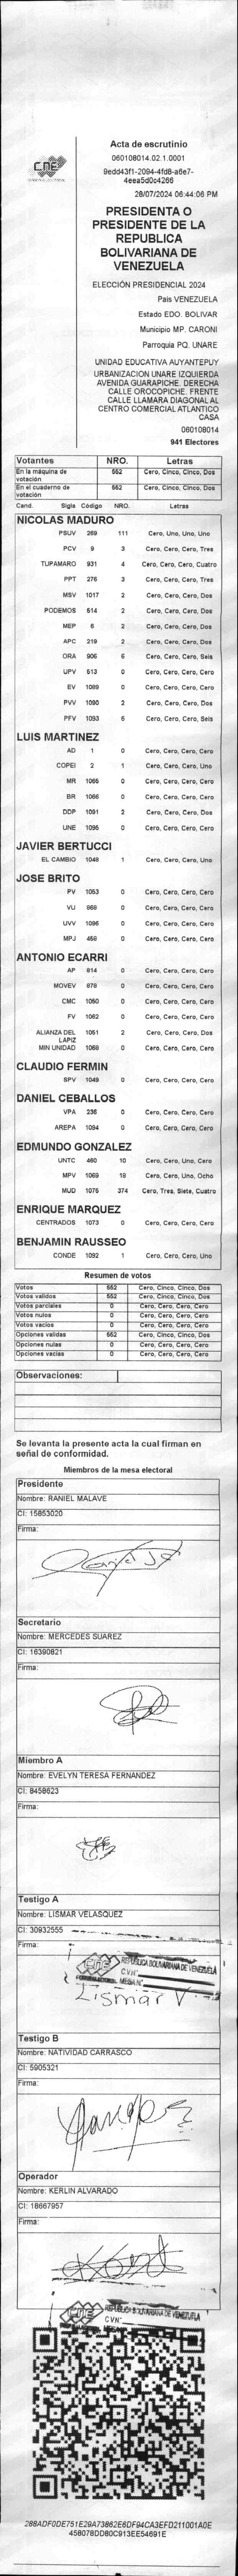 CNE
Acta de escrutinio
060108014.02.1.0001
9edd43f1-2094-4fd8-a6e7-
4eea5d0c4266
28/07/2024 06:44:06 PM
PRESIDENTA O
PRESIDENTE DE LA
REPUBLICA
BOLIVARIANA DE
VENEZUELA
ELECCIÓN PRESIDENCIAL 2024
Pais VENEZUELA
Estado EDO. BOLIVAR
Municipio MP. CARONI
Parroquia PQ. UNARE
UNIDAD EDUCATIVA AUYANTEPUY
URBANIZACION UNARE IZQUIERDA
AVENIDA GUARAPICHE. DERECHA
CALLE OROCOPICHE. FRENTE
CALLE LLAMARA DIAGONAL AL
CENTRO COMERCIAL ATLANTICO
CASA
060108014
941 Electores
Votantes NRO. Letras
En la máquina de votación 552 Cero, Cinco, Cinco, Dos
En el cuaderno de votación 552 Cero, Cinco, Cinco, Dos
Cand. Sigla Código NRO. Letras
NICOLAS MADURO
PSUV 269 111 Cero, Uno, Uno, Uno
PCV 9 3 Cero, Cero, Cero, Tres
TUPAMARO 931 4 Cero, Cero, Cero, Cuatro
PPT 276 3 Cero, Cero, Cero, Tres
MSV 1017 2 Cero, Cero, Cero, Dos
PODEMOS 514 2 Cero, Cero, Cero, Dos
MEP 6 2 Cero, Cero, Cero, Dos
APC 219 2 Cero, Cero, Cero, Dos
ORA 906 6 Cero, Cero, Cero, Seis
UPV 513 0 Cero, Cero, Cero, Cero
EV 1089 0 Cero, Cero, Cero, Cero
PVV 1090 2 Cero, Cero, Cero, Dos
PFV 1093 6 Cero, Cero, Cero, Seis
LUIS MARTINEZ
AD 1 0 Cero, Cero, Cero, Cero
COPEI 2 1 Cero, Cero, Cero, Uno
MR 1065 0 Cero, Cero, Cero, Cero
BR 1066 0 Cero, Cero, Cero, Cero
DDP 1091 2 Cero, Cero, Cero, Dos
UNE 1095 0 Cero, Cero, Cero, Cero
JAVIER BERTUCCI
EL CAMBIO 1048 1 Cero, Cero, Cero, Uno
JOSE BRITO
PV 1053 0 Cero, Cero, Cero, Cero
VU 868 0 Cero, Cero, Cero, Cero
UVV 1096 0 Cero, Cero, Cero, Cero
MPJ 459 0 Cero, Cero, Cero, Cero
ANTONIO ECARRI
AP 814 0 Cero, Cero, Cero, Cero
MOVEV 878 0 Cero, Cero, Cero, Cero
CMC 1050 0 Cero, Cero, Cero, Cero
FV 1062 0 Cero, Cero, Cero, Cero
ALIANZA DEL LAPIZ 1051 2 Cero, Cero, Cero, Dos
MIN UNIDAD 1068 0 Cero, Cero, Cero, Cero
CLAUDIO FERMIN
SPV 1049 0 Cero, Cero, Cero, Cero
DANIEL CEBALLOS
VPA 236 0 Cero, Cero, Cero, Cero
AREPA 1094 0 Cero, Cero, Cero, Cero
EDMUNDO GONZALEZ
UNTC 460 10 Cero, Cero, Uno, Cero
MPV 1069 18 Cero, Cero, Uno, Ocho
MUD 1075 374 Cero, Tres, Siete, Cuatro
ENRIQUE MARQUEZ
CENTRADOS 1073 0 Cero, Cero, Cero, Cero
BENJAMIN RAUSSEO
CONDE 1092 1 Cero, Cero, Cero, Uno
Resumen de votos
Votos 552 Cero, Cinco, Cinco, Dos
Votos validos 552 Cero, Cinco, Cinco, Dos
Votos parciales 0 Cero, Cero, Cero, Cero
Votos nulos 0 Cero, Cero, Cero, Cero
Votos vacios 0 Cero, Cero, Cero, Cero
Opciones validas 552 Cero, Cinco, Cinco, Dos
Opciones nulas 0 Cero, Cero, Cero, Cero
Opciones vacias 0 Cero, Cero, Cero, Cero
Observaciones:
Se levanta la presente acta la cual firman en
señal de conformidad.
Miembros de la mesa electoral
Presidente
Nombre: RANIEL MALAVE
CI: 15853020
Firma:
Secretario
Nombre: MERCEDES SUAREZ
CI: 16390821
Firma:
Miembro A
Nombre: EVELYN TERESA FERNANDEZ
CI: 8458623
Firma:
Testigo A
Nombre: LISMAR VELASQUEZ
CI: 30932555
Firma:
CNE REPÚBLICA BOLIVARIANA DE VENEZUELA
C.V.N°
MESA N°
Lismar V
Testigo B
Nombre: NATIVIDAD CARRASCO
CI: 5905321
Firma:
Operador
Nombre: KERLIN ALVARADO
CI: 18667957
Firma:
CNE REPÚBLICA BOLIVARIANA DE VENEZUELA
C.V.N°
288ADF0DE751E29A73862E6DF94CA3EFD211001A0E
458078DD80C913EE54691E